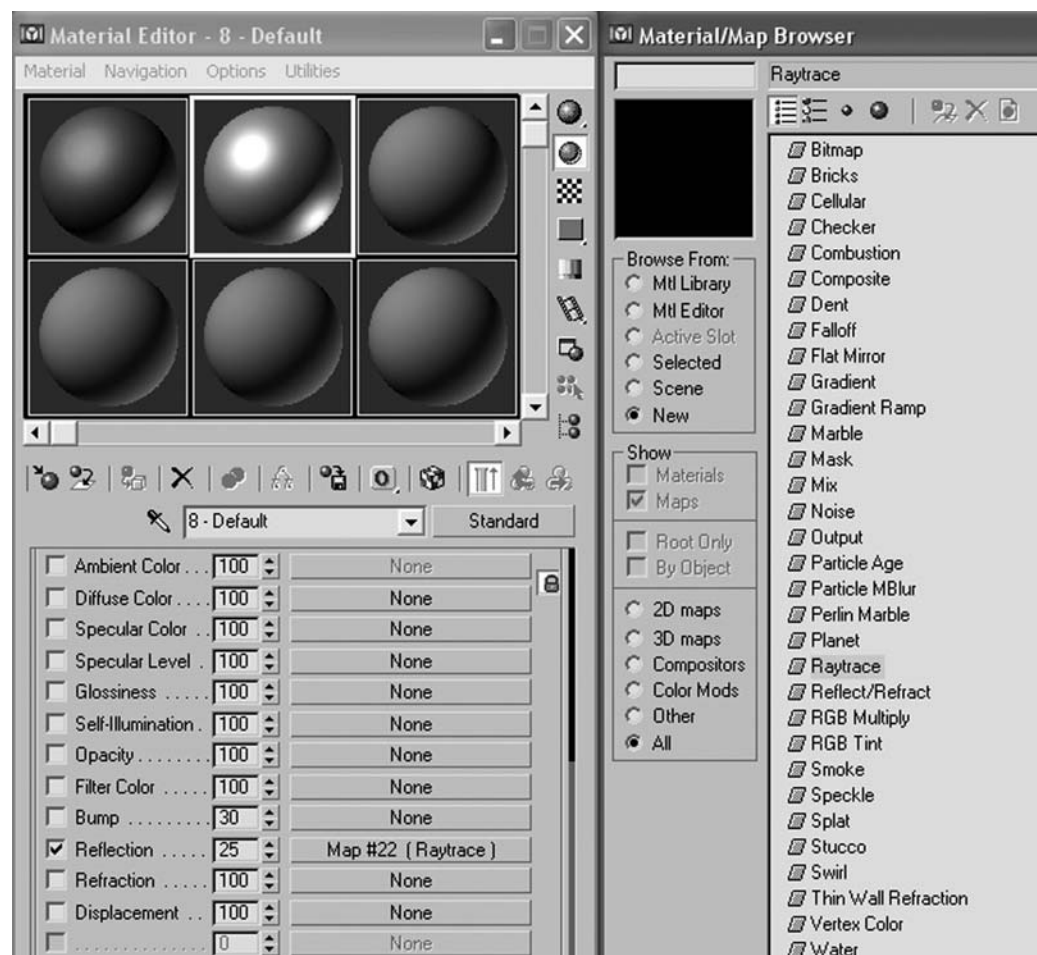 Material Editor - 8 - Default
Material Navigation Options Utilities
8 - Default
Standard
Ambient Color . . . 100 None
Diffuse Color . . . . 100 None
Specular Color . . 100 None
Specular Level . 100 None
Glossiness . . . . . 100 None
Self-Illumination . 100 None
Opacity . . . . . . . . 100 None
Filter Color . . . . . 100 None
Bump . . . . . . . . . 30 None
Reflection . . . . . 25 Map #22 ( Raytrace )
Refraction . . . . . 100 None
Displacement . . 100 None
. . . . . . . . . . . . . . 0 None
Material/Map Browser
Raytrace
Browse From:
Mtl Library
Mtl Editor
Active Slot
Selected
Scene
New
Show
Materials
Maps
Root Only
By Object
2D maps
3D maps
Compositors
Color Mods
Other
All
Bitmap
Bricks
Cellular
Checker
Combustion
Composite
Dent
Falloff
Flat Mirror
Gradient
Gradient Ramp
Marble
Mask
Mix
Noise
Output
Particle Age
Particle MBlur
Perlin Marble
Planet
Raytrace
Reflect/Refract
RGB Multiply
RGB Tint
Smoke
Speckle
Splat
Stucco
Swirl
Thin Wall Refraction
Vertex Color
Water